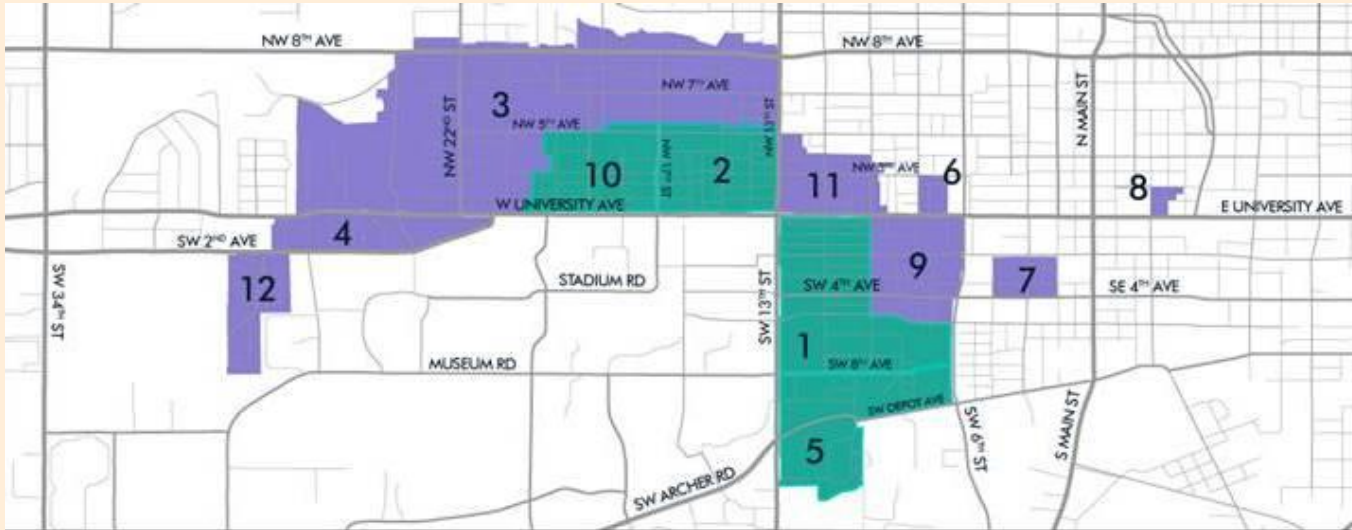 NW 8TH AVE
NW 8TH AVE
NW 7TH AVE
3
NW 22ND ST
NW 5TH AVE
NW 13TH ST
N MAIN ST
NW 17TH ST
10
2
11
NW 3RD AVE
6
8
W UNIVERSITY AVE
E UNIVERSITY AVE
SW 2ND AVE
4
12
SW 34TH ST
STADIUM RD
SW 13TH ST
SW 4TH AVE
9
7
SE 4TH AVE
MUSEUM RD
1
SW 8TH AVE
SW DEPOT AVE
SW 6TH ST
S MAIN ST
5
SW ARCHER RD